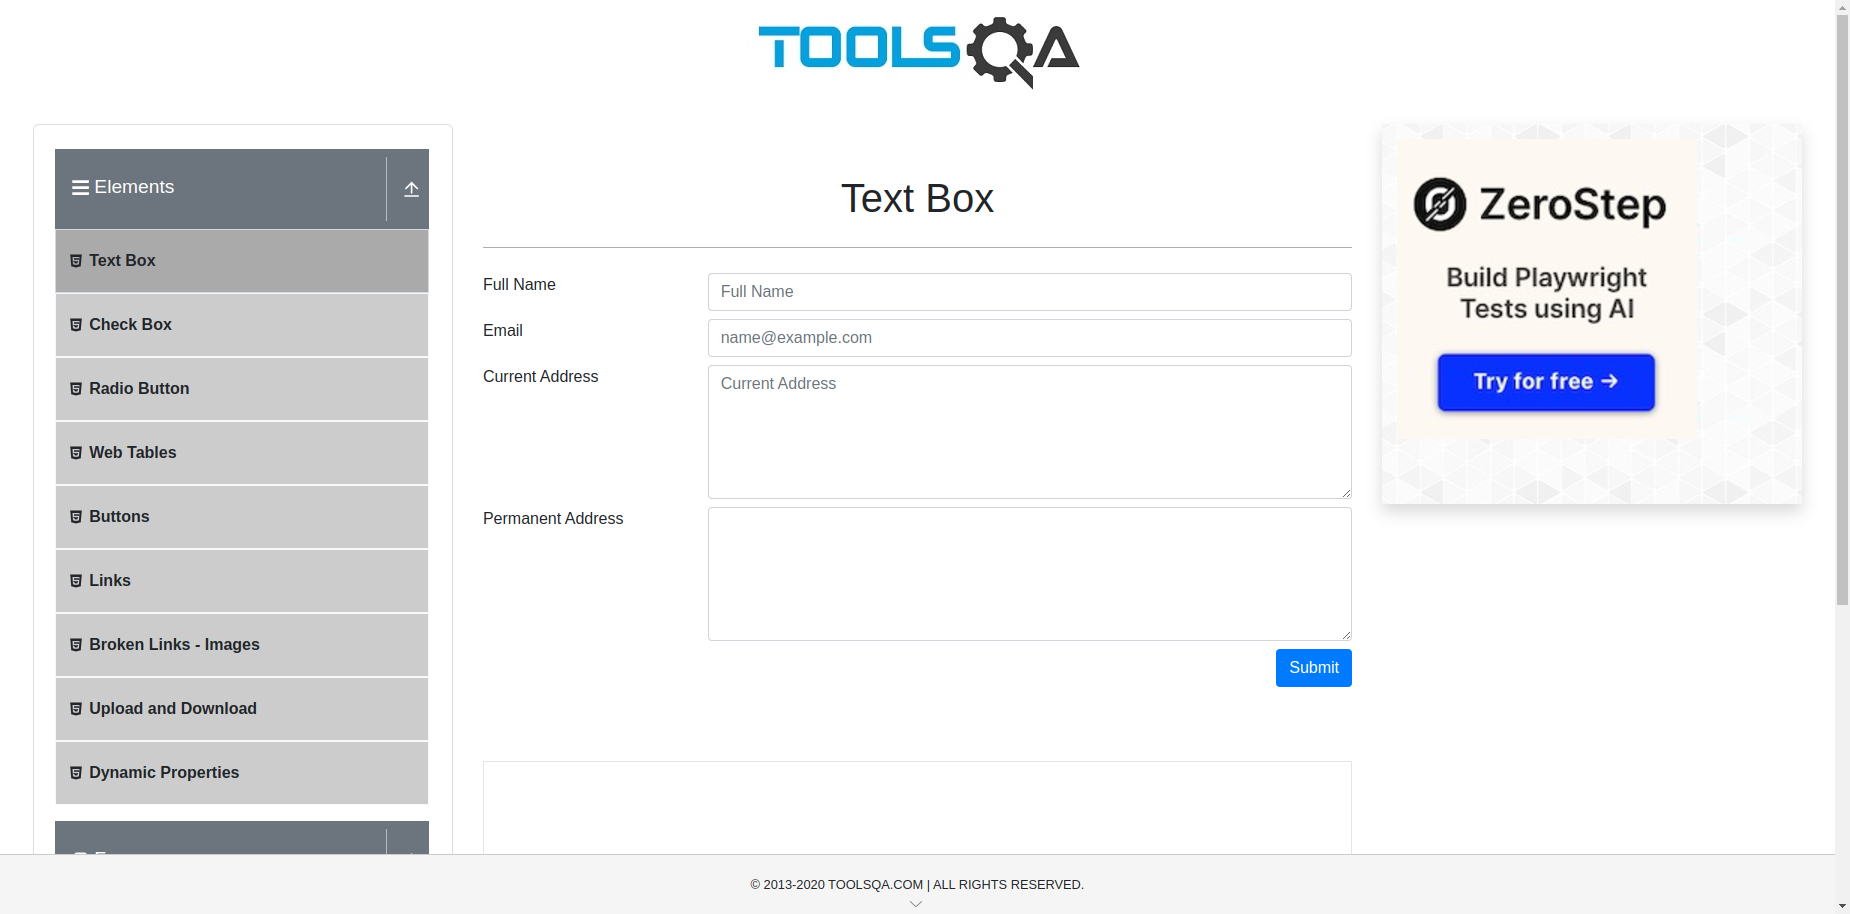 TOOLSQA
Elements
Text Box
Check Box
Radio Button
Web Tables
Buttons
Links
Broken Links - Images
Upload and Download
Dynamic Properties
Text Box
Full Name
Full Name
Email
name@example.com
Current Address
Current Address
Permanent Address
Submit
ZeroStep
Build Playwright
Tests using AI
Try for free →
© 2013-2020 TOOLSQA.COM | ALL RIGHTS RESERVED.